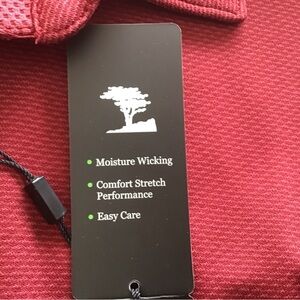 • Moisture Wicking
• Comfort Stretch
Performance
• Easy Care